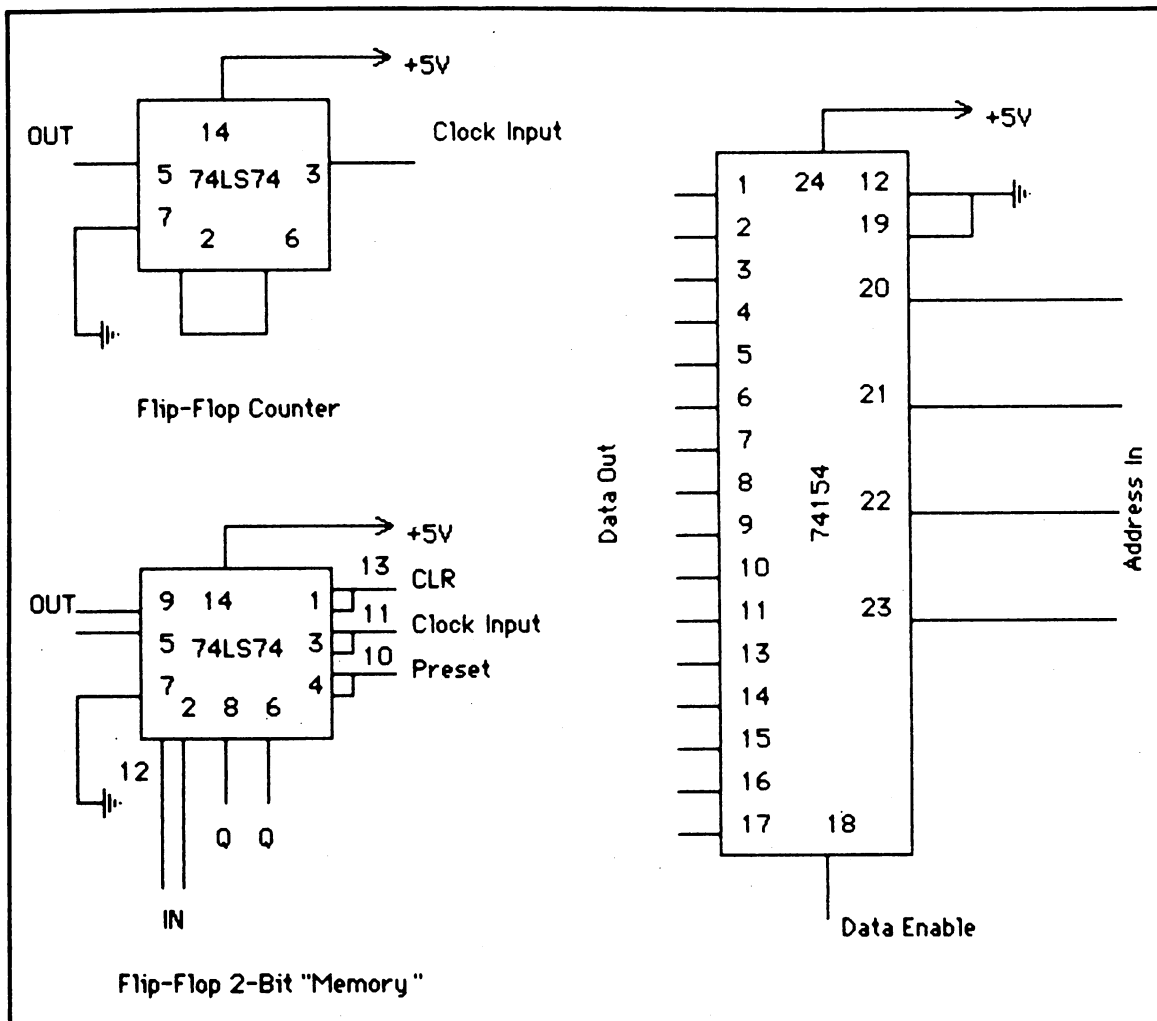 +5V
14
OUT
Clock Input
5 74LS74 3
7
2 6
Flip-Flop Counter
+5V
13
CLR
9 14 1
OUT
11
Clock Input
5 74LS74 3
10
Preset
7 4
2 8 6
12
Q Q
IN
Flip-Flop 2-Bit "Memory"
+5V
1 24 12
2 19
3
20
4
5
6 21
7
8
22
9
10
11 23
13
14
15
16
17 18
74154
Data Out
Address In
Data Enable